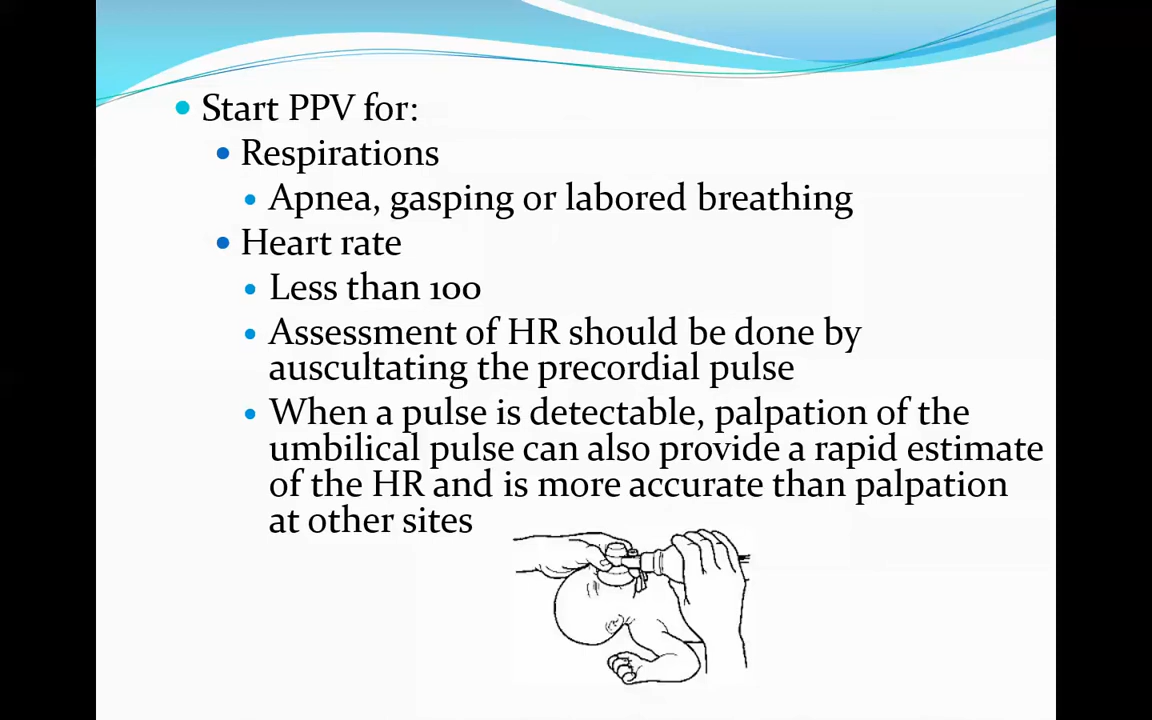 Start PPV for:
Respirations
Apnea, gasping or labored breathing
Heart rate
Less than 100
Assessment of HR should be done by
auscultating the precordial pulse
When a pulse is detectable, palpation of the
umbilical pulse can also provide a rapid estimate
of the HR and is more accurate than palpation
at other sites